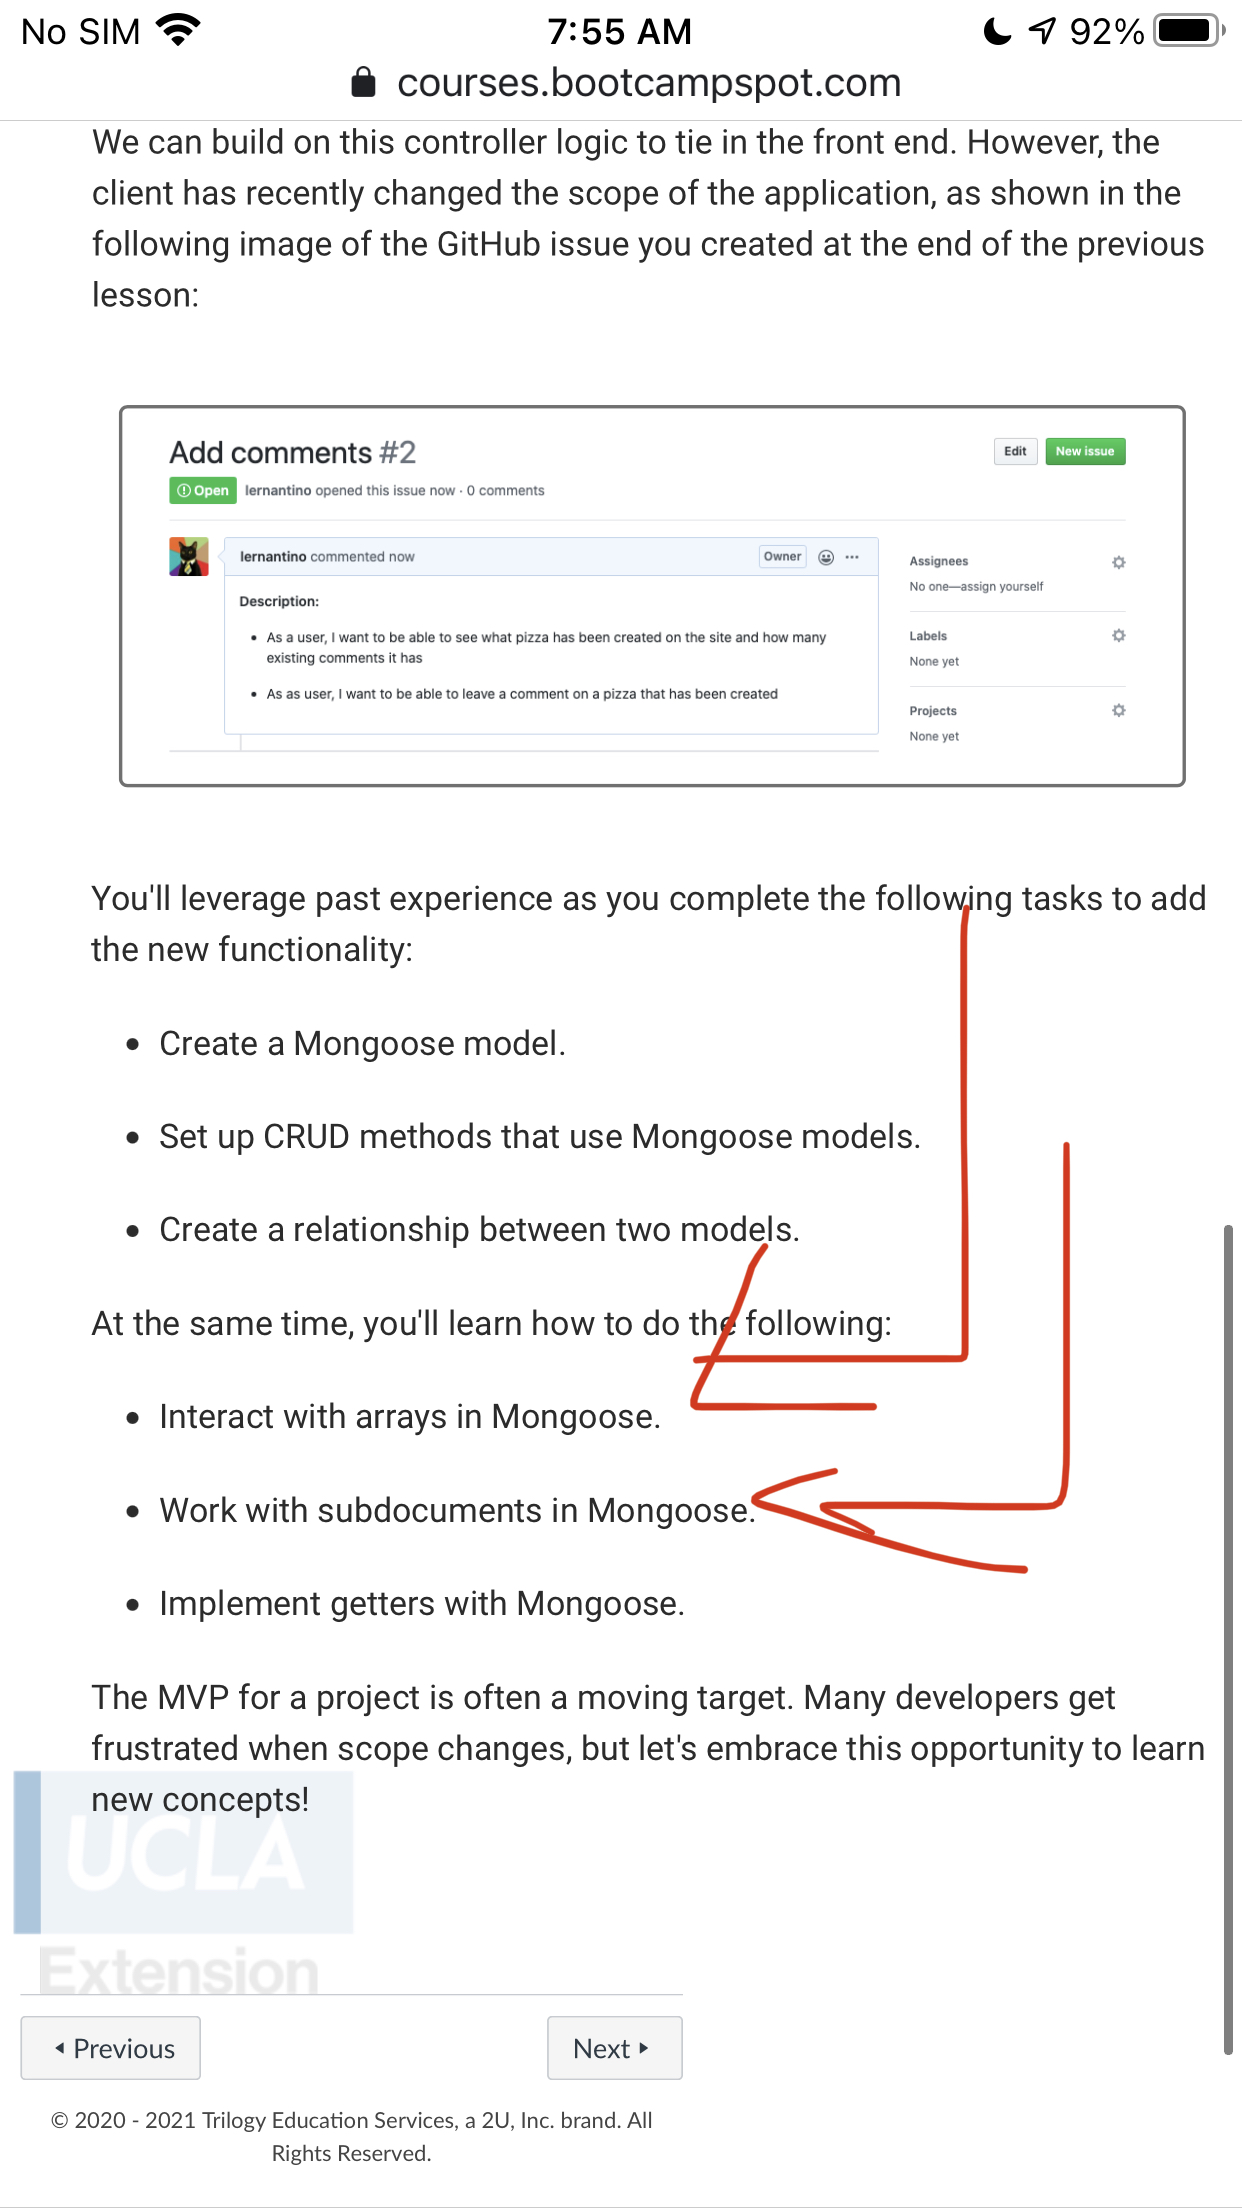 No SIM 7:55 AM 92%
courses.bootcampspot.com
We can build on this controller logic to tie in the front end. However, the
client has recently changed the scope of the application, as shown in the
following image of the GitHub issue you created at the end of the previous
lesson:
Add comments #2
Edit New issue
Open lernantino opened this issue now · 0 comments
lernantino commented now Owner
Description:
• As a user, I want to be able to see what pizza has been created on the site and how many
existing comments it has
• As as user, I want to be able to leave a comment on a pizza that has been created
Assignees
No one—assign yourself
Labels
None yet
Projects
None yet
You'll leverage past experience as you complete the following tasks to add
the new functionality:
• Create a Mongoose model.
• Set up CRUD methods that use Mongoose models.
• Create a relationship between two models.
At the same time, you'll learn how to do the following:
• Interact with arrays in Mongoose.
• Work with subdocuments in Mongoose.
• Implement getters with Mongoose.
The MVP for a project is often a moving target. Many developers get
frustrated when scope changes, but let's embrace this opportunity to learn
new concepts!
UCLA
Extension
◂ Previous Next ▸
© 2020 - 2021 Trilogy Education Services, a 2U, Inc. brand. All
Rights Reserved.